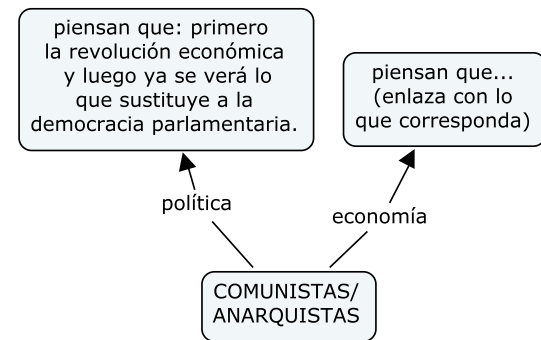 piensan que: primero
la revolución económica
y luego ya se verá lo
que sustituye a la
democracia parlamentaria.
piensan que...
(enlaza con lo
que corresponda)
política
economía
COMUNISTAS/
ANARQUISTAS